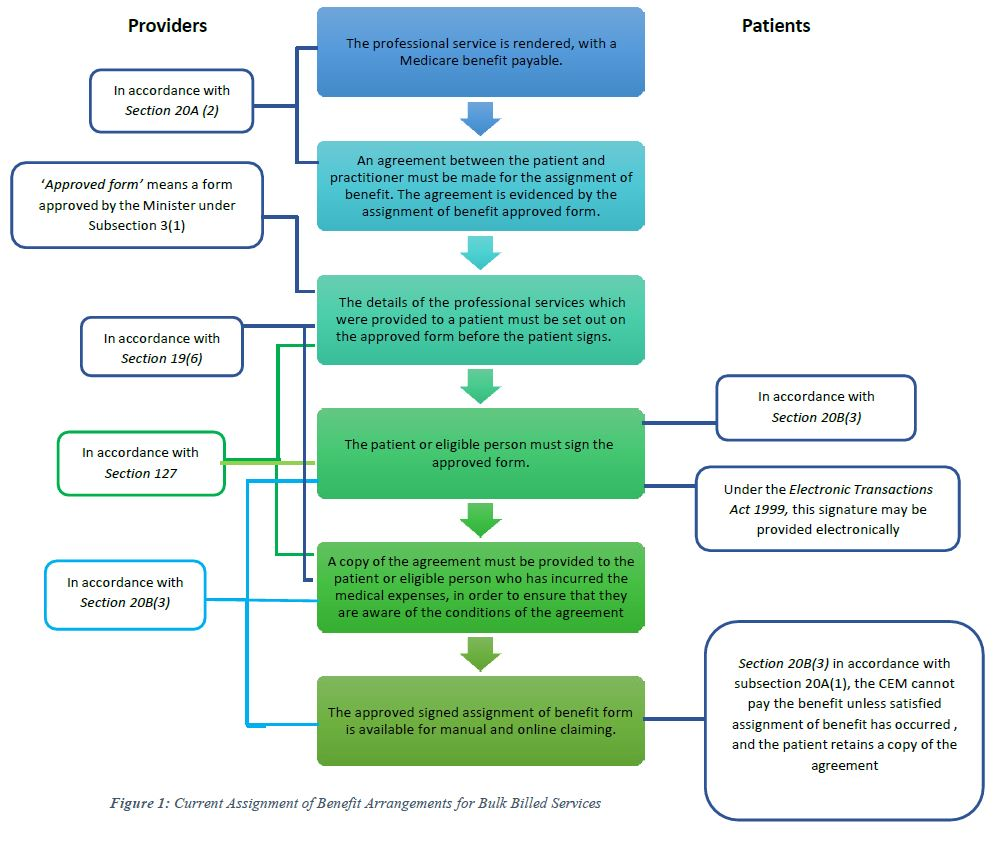 Providers
Patients
The professional service is rendered, with a
Medicare benefit payable.
In accordance with
Section 20A (2)
An agreement between the patient and
practitioner must be made for the assignment of
benefit. The agreement is evidenced by the
assignment of benefit approved form.
‘Approved form’ means a form
approved by the Minister under
Subsection 3(1)
The details of the professional services which
were provided to a patient must be set out on
the approved form before the patient signs.
In accordance with
Section 19(6)
In accordance with
Section 20B(3)
The patient or eligible person must sign the
approved form.
In accordance with
Section 127
Under the Electronic Transactions
Act 1999, this signature may be
provided electronically
A copy of the agreement must be provided to the
patient or eligible person who has incurred the
medical expenses, in order to ensure that they
are aware of the conditions of the agreement
In accordance with
Section 20B(3)
The approved signed assignment of benefit form
is available for manual and online claiming.
Section 20B(3) in accordance with
subsection 20A(1), the CEM cannot
pay the benefit unless satisfied
assignment of benefit has occurred ,
and the patient retains a copy of the
agreement
Figure 1: Current Assignment of Benefit Arrangements for Bulk Billed Services